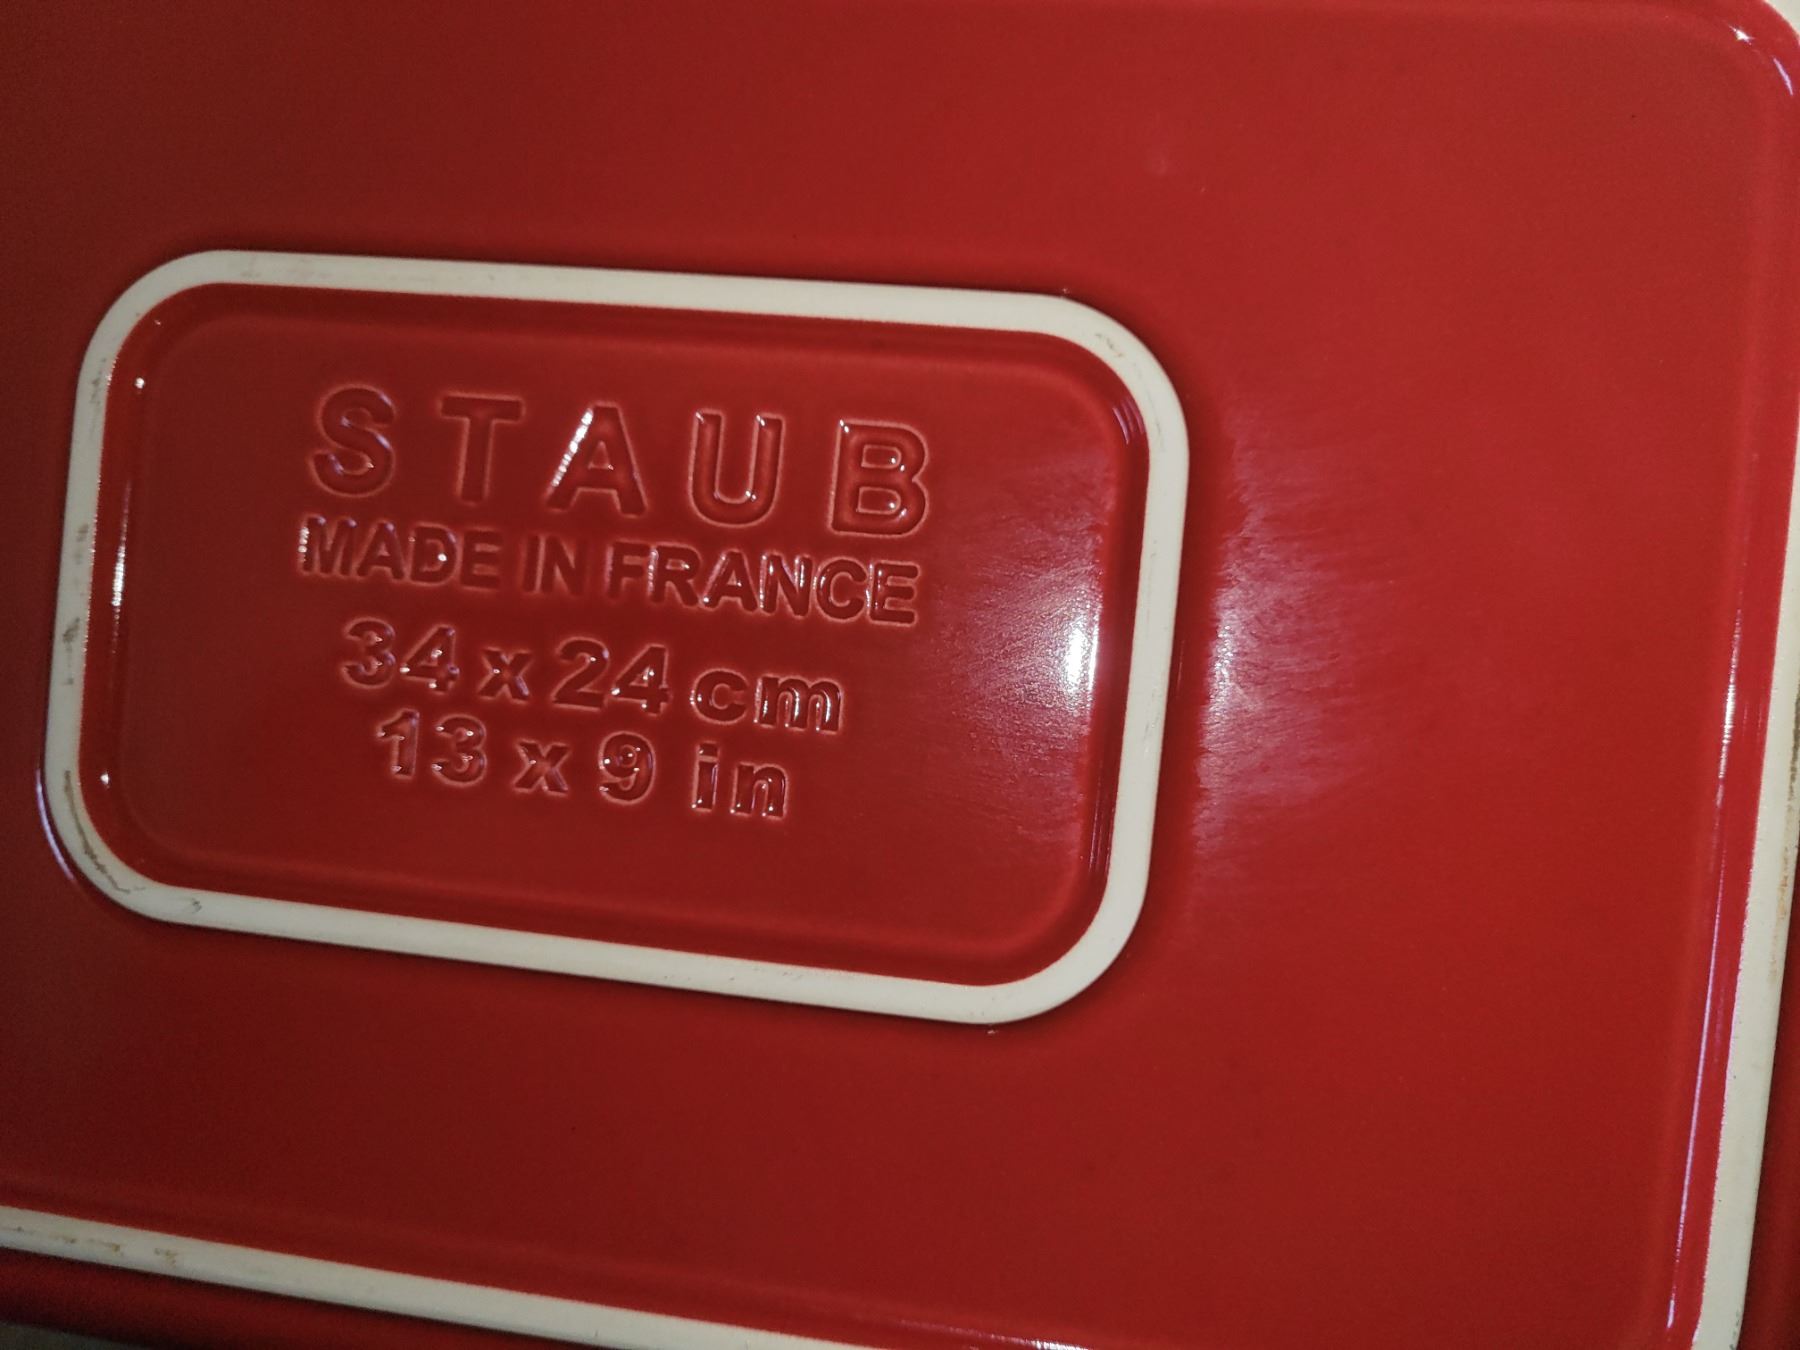 STAUB
MADE IN FRANCE
34 x 24 cm
13 x 9 in